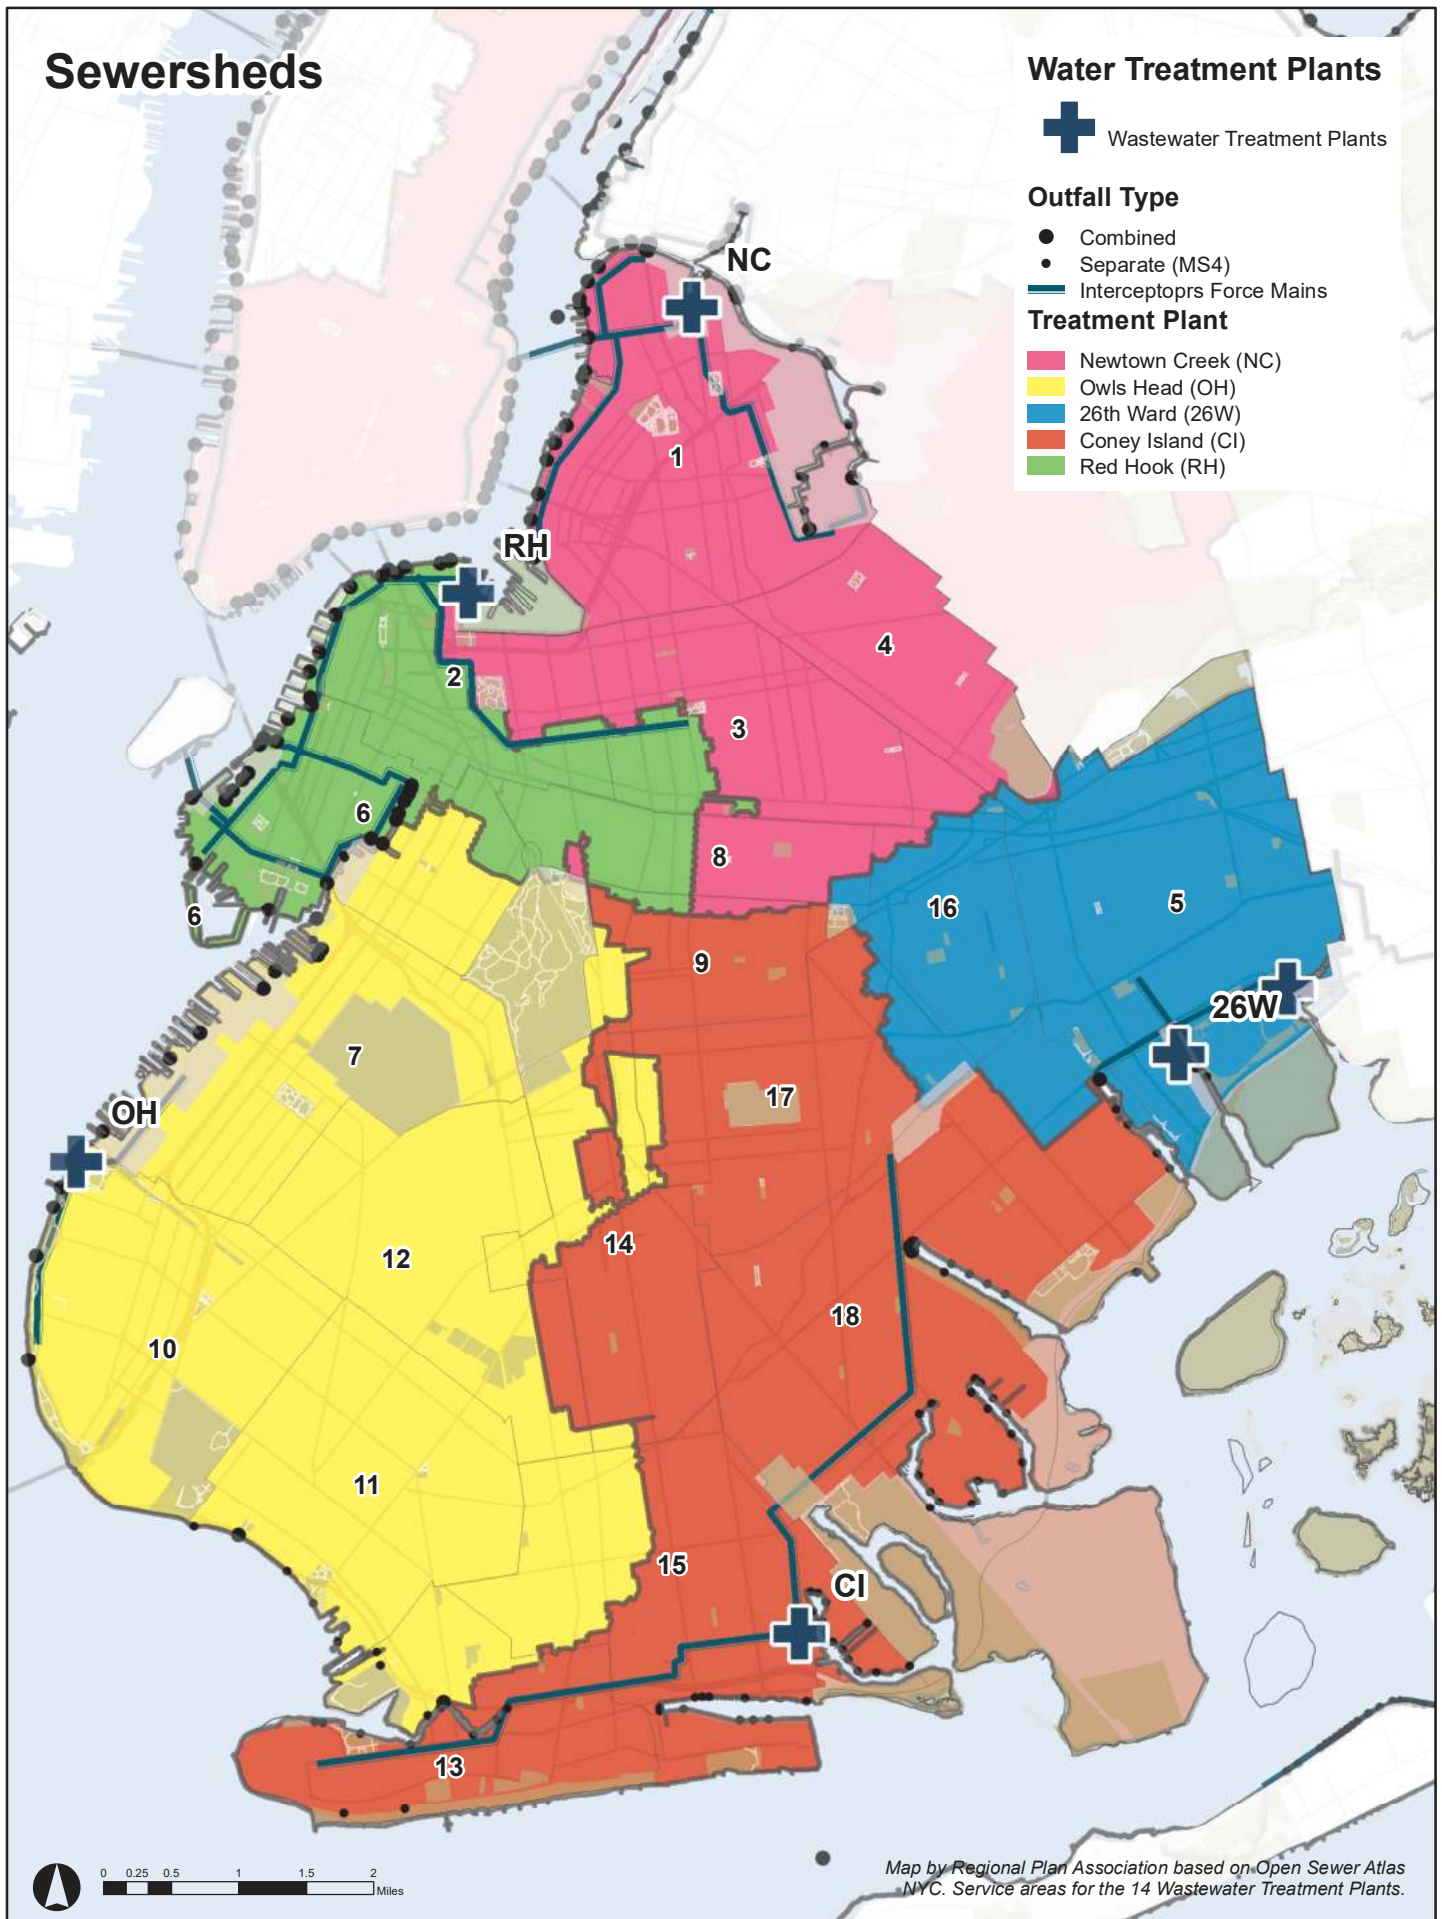 Sewersheds
Water Treatment Plants
Wastewater Treatment Plants
Outfall Type
Combined
Separate (MS4)
Interceptoprs Force Mains
Treatment Plant
Newtown Creek (NC)
Owls Head (OH)
26th Ward (26W)
Coney Island (CI)
Red Hook (RH)
NC
1
RH
4
2
3
6
8
5
16
6
9
26W
7
17
OH
14
12
18
10
11
15
CI
13
0 0.25 0.5 1 1.5 2
Miles
Map by Regional Plan Association based on Open Sewer Atlas
NYC. Service areas for the 14 Wastewater Treatment Plants.